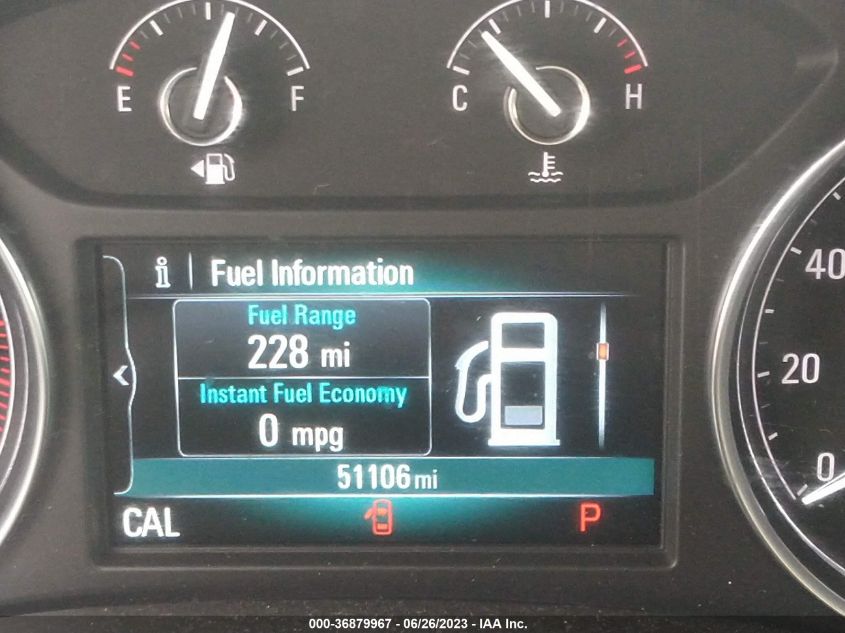 E F C H
40
Fuel Information
Fuel Range
228 mi
20
Instant Fuel Economy
0 mpg
0
51106 mi
CAL P
000-36879967 - 06/26/2023 - IAA Inc.